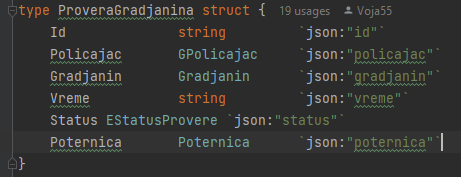 type ProveraGradjanina struct {   19 usages   Voja55
    Id            string          `json:"id"`
    Policajac     GPolicajac      `json:"policajac"`
    Gradjanin     Gradjanin       `json:"gradjanin"`
    Vreme         string          `json:"vreme"`
    Status EStatusProvere `json:"status"`
    Poternica     Poternica       `json:"poternica"`
}